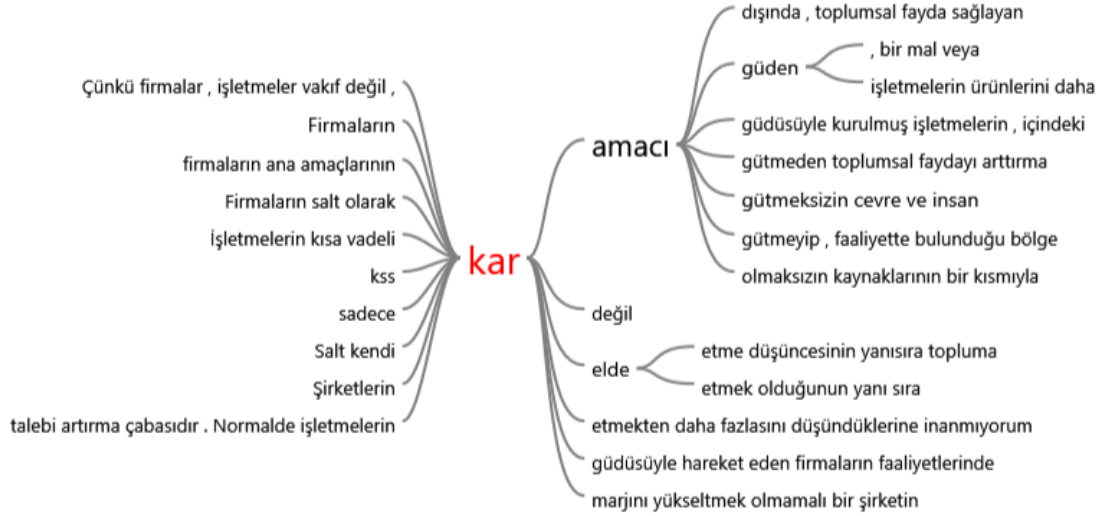 Çünkü firmalar , işletmeler vakıf değil ,
Firmaların
firmaların ana amaçlarının
Firmaların salt olarak
İşletmelerin kısa vadeli
kss
sadece
Salt kendi
Şirketlerin
talebi artırma çabasıdır . Normalde işletmelerin
kar
amacı
dışında , toplumsal fayda sağlayan
güden
, bir mal veya
işletmelerin ürünlerini daha
güdüsüyle kurulmuş işletmelerin , içindeki
gütmeden toplumsal faydayı arttırma
gütmeksizin cevre ve insan
gütmeyip , faaliyette bulunduğu bölge
olmaksızın kaynaklarının bir kısmıyla
değil
elde
etme düşüncesinin yanısıra topluma
etmek olduğunun yanı sıra
etmekten daha fazlasını düşündüklerine inanmıyorum
güdüsüyle hareket eden firmaların faaliyetlerinde
marjını yükseltmek olmamalı bir şirketin